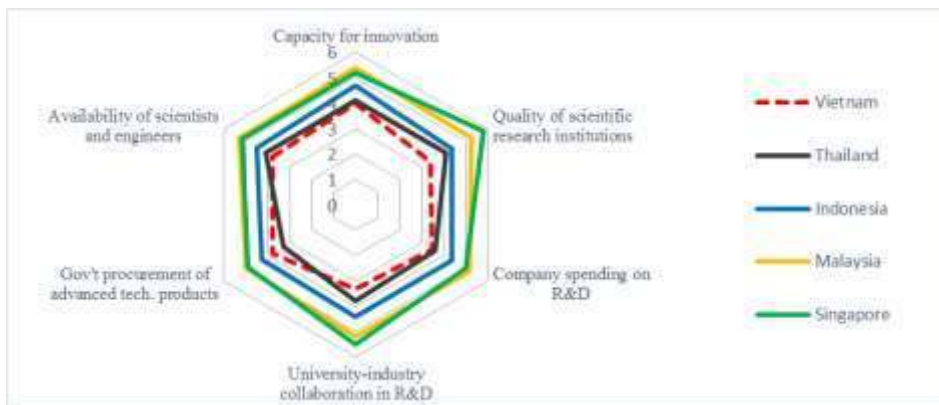 Capacity for innovation
6
5
Availability of scientists
and engineers
Quality of scientific
research institutions
3
2
1
0
Gov't procurement of
advanced tech. products
Company spending on
R&D
University-industry
collaboration in R&D
Vietnam
Thailand
Indonesia
Malaysia
Singapore